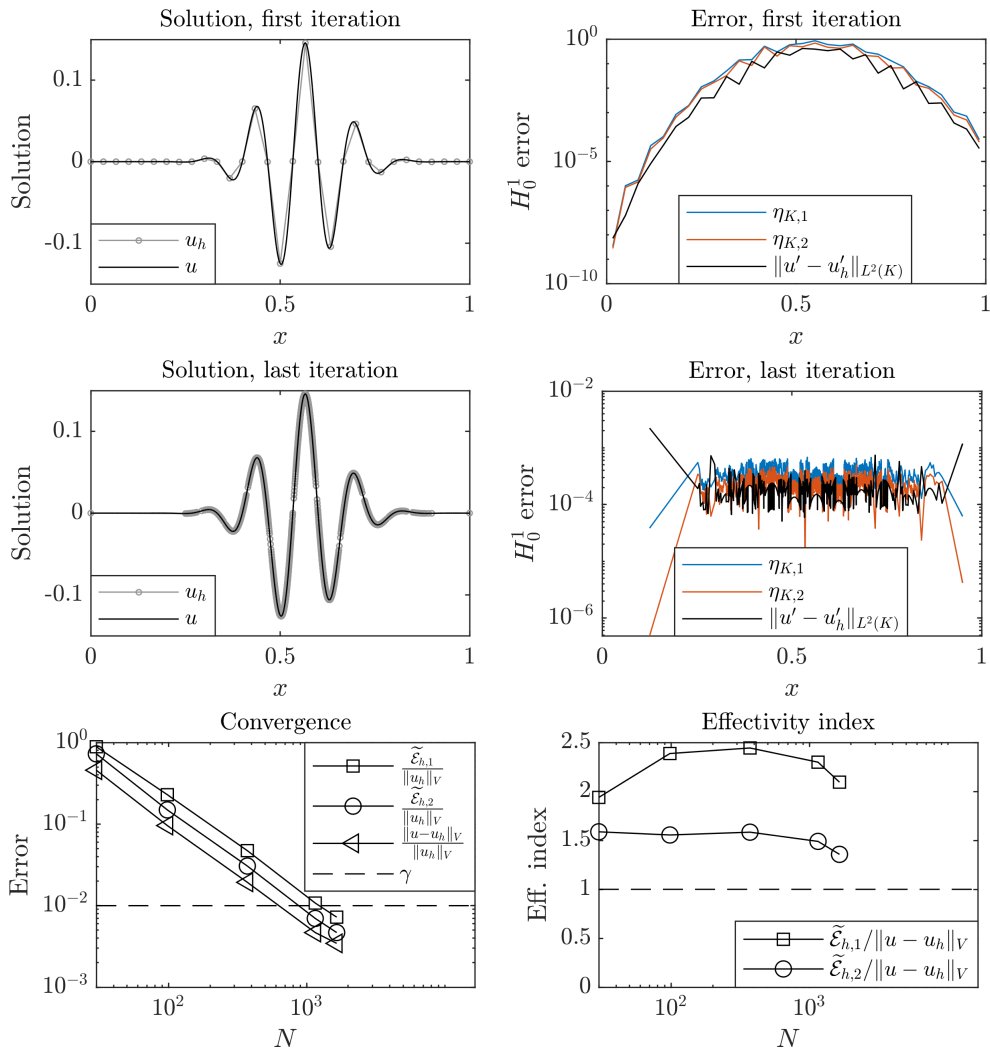 Solution, first iteration
0.1
0
-0.1
Solution
u_h
u
0 0.5 1
x
Error, first iteration
10^0
10^{-5}
10^{-10}
H_0^1 error
η_{K,1}
η_{K,2}
‖u′ − u′_h‖_{L^2(K)}
0 0.5 1
x
Solution, last iteration
0.1
0
-0.1
Solution
u_h
u
0 0.5 1
x
Error, last iteration
10^{-2}
10^{-4}
10^{-6}
H_0^1 error
η_{K,1}
η_{K,2}
‖u′ − u′_h‖_{L^2(K)}
0 0.5 1
x
Convergence
10^0
10^{-1}
10^{-2}
10^{-3}
Error
\widetilde{ℰ}_{h,1}
‖u_h‖_V
\widetilde{ℰ}_{h,2}
‖u_h‖_V
‖u−u_h‖_V
‖u_h‖_V
γ
10^2 10^3
N
Effectivity index
2.5
2
1.5
1
0.5
0
Eff. index
\widetilde{ℰ}_{h,1}/‖u − u_h‖_V
\widetilde{ℰ}_{h,2}/‖u − u_h‖_V
10^2 10^3
N